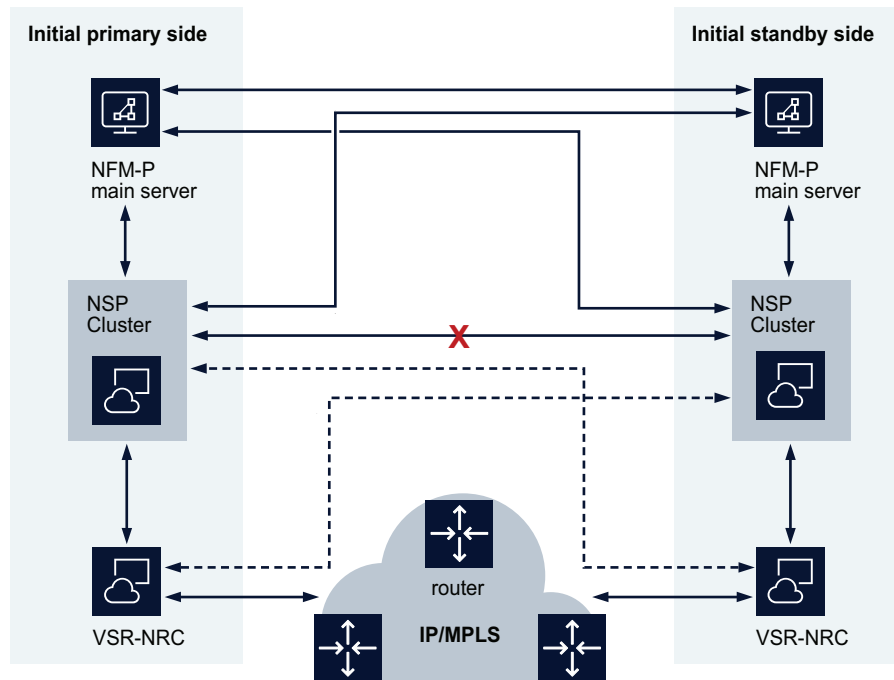 Initial primary side
Initial standby side
NFM-P
main server
NFM-P
main server
NSP
Cluster
X
NSP
Cluster
router
IP/MPLS
VSR-NRC
VSR-NRC